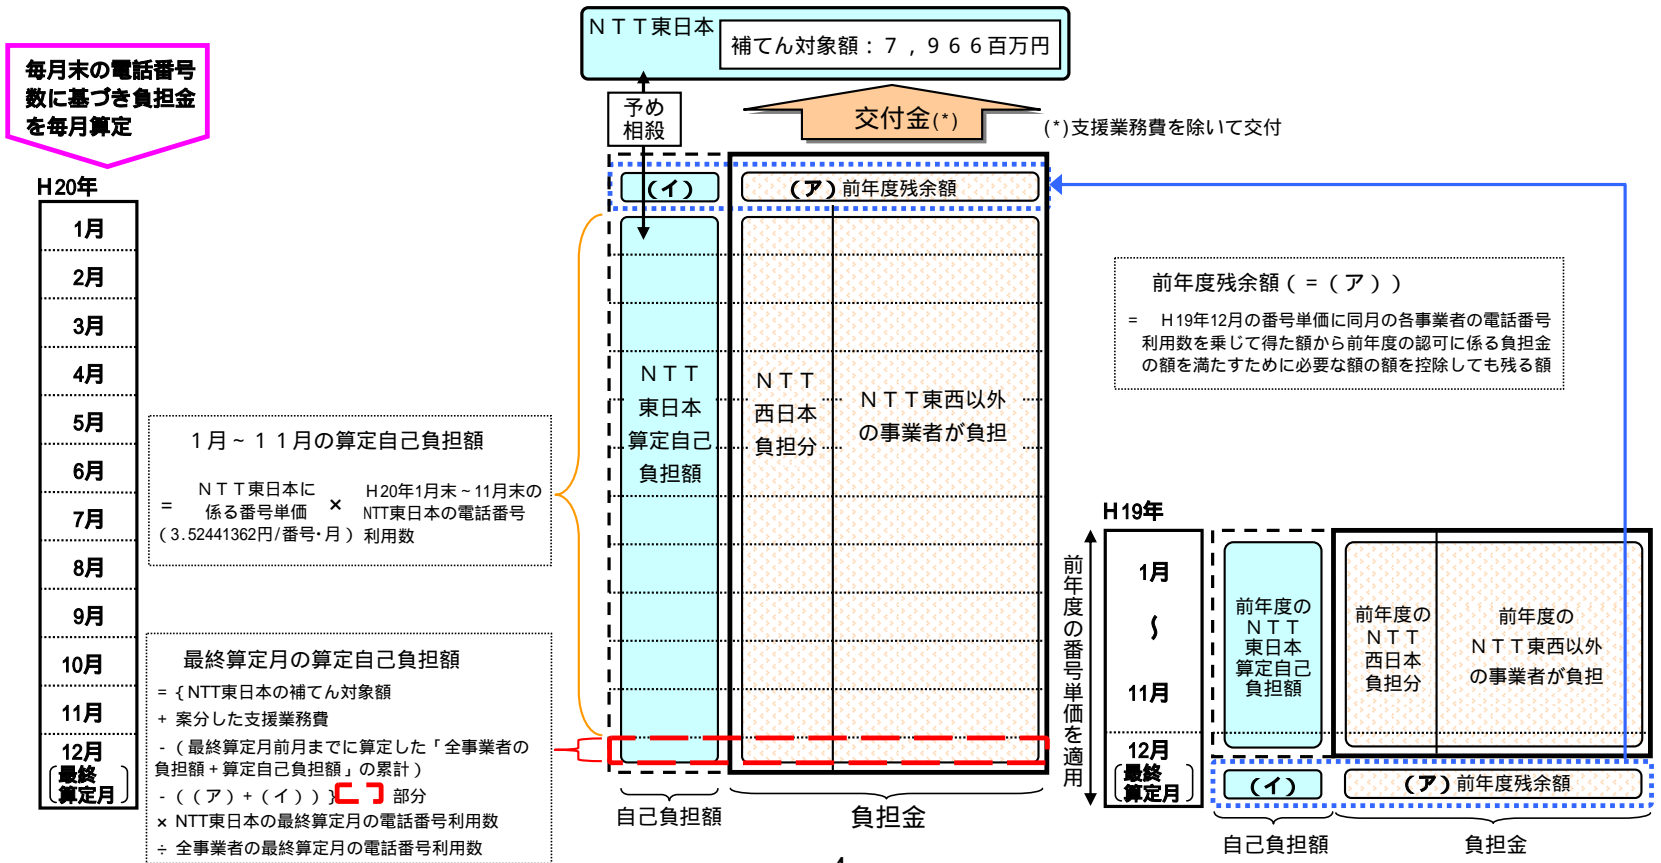 ＮＴＴ東日本
補てん対象額：７，９６６百万円
毎月末の電話番号
数に基づき負担金
を毎月算定
予め
相殺
交付金(*)
(*)支援業務費を除いて交付
H20年
1月
2月
3月
4月
5月
6月
7月
8月
9月
10月
11月
12月
最終
算定月
（イ）
（ア）前年度残余額
ＮＴＴ
東日本
算定自己
負担額
ＮＴＴ
西日本
負担分
ＮＴＴ東西以外
の事業者が負担
１月～１１月の算定自己負担額
=
ＮＴＴ東日本に
係る番号単価
（3.52441362円/番号・月）
×
H20年1月末～11月末の
NTT東日本の電話番号
利用数
最終算定月の算定自己負担額
= {NTT東日本の補てん対象額
+ 案分した支援業務費
-（最終算定月前月までに算定した「全事業者の
負担額+算定自己負担額」の累計）
-（（ア）+（イ））} 部分
× NTT東日本の最終算定月の電話番号利用数
÷ 全事業者の最終算定月の電話番号利用数
自己負担額
負担金
前年度残余額（=（ア））
= H19年12月の番号単価に同月の各事業者の電話番号
利用数を乗じて得た額から前年度の認可に係る負担金
の額を満たすために必要な額の額を控除しても残る額
H19年
前年度の番号単価を適用
1月
～
11月
12月
最終
算定月
前年度の
ＮＴＴ
東日本
算定自己
負担額
前年度の
ＮＴＴ
西日本
負担分
前年度の
ＮＴＴ東西以外
の事業者が負担
（イ）
（ア）前年度残余額
自己負担額
負担金